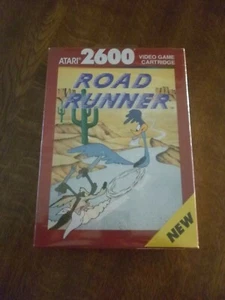 ATARI 2600 VIDEO GAME
CARTRIDGE
ROAD
RUNNER
NEW